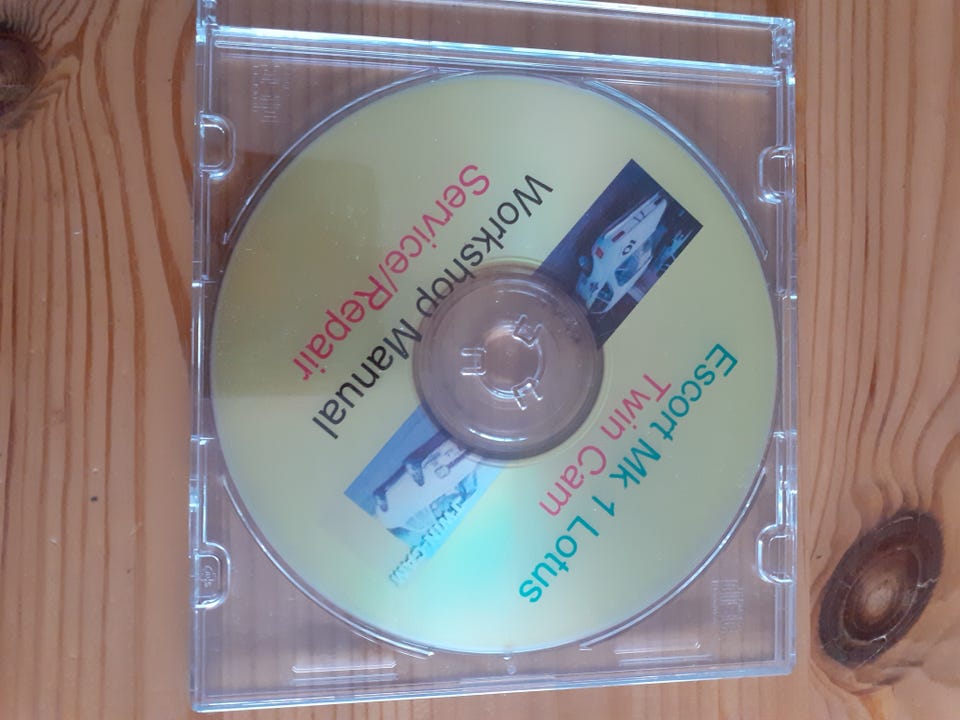 Escort Mk 1 Lotus
Twin Cam
Workshop Manual
Service/Repair